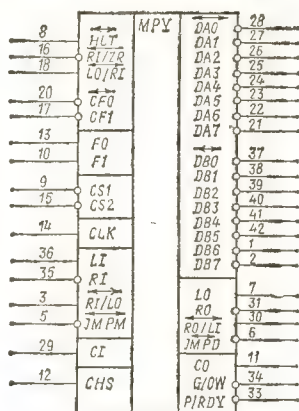 MPY
8 HLT
16 RI/ZR
18 LO/RI
20 CF0
17 CF1
13 F0
10 F1
9 CS1
15 CS2
14 CLK
36 LI
35 RI
3 RI/LO
5 JMPM
29 CI
12 CHS
DA0 28
DA1 27
DA2 26
DA3 25
DA4 24
DA5 23
DA6 22
DA7 21
DB0 37
DB1 38
DB2 39
DB3 40
DB4 41
DB5 42
DB6 1
DB7 2
LO 7
RO 31
RO/LI 30
JMPD 6
CO 11
G/OW 34
P/RDY 33